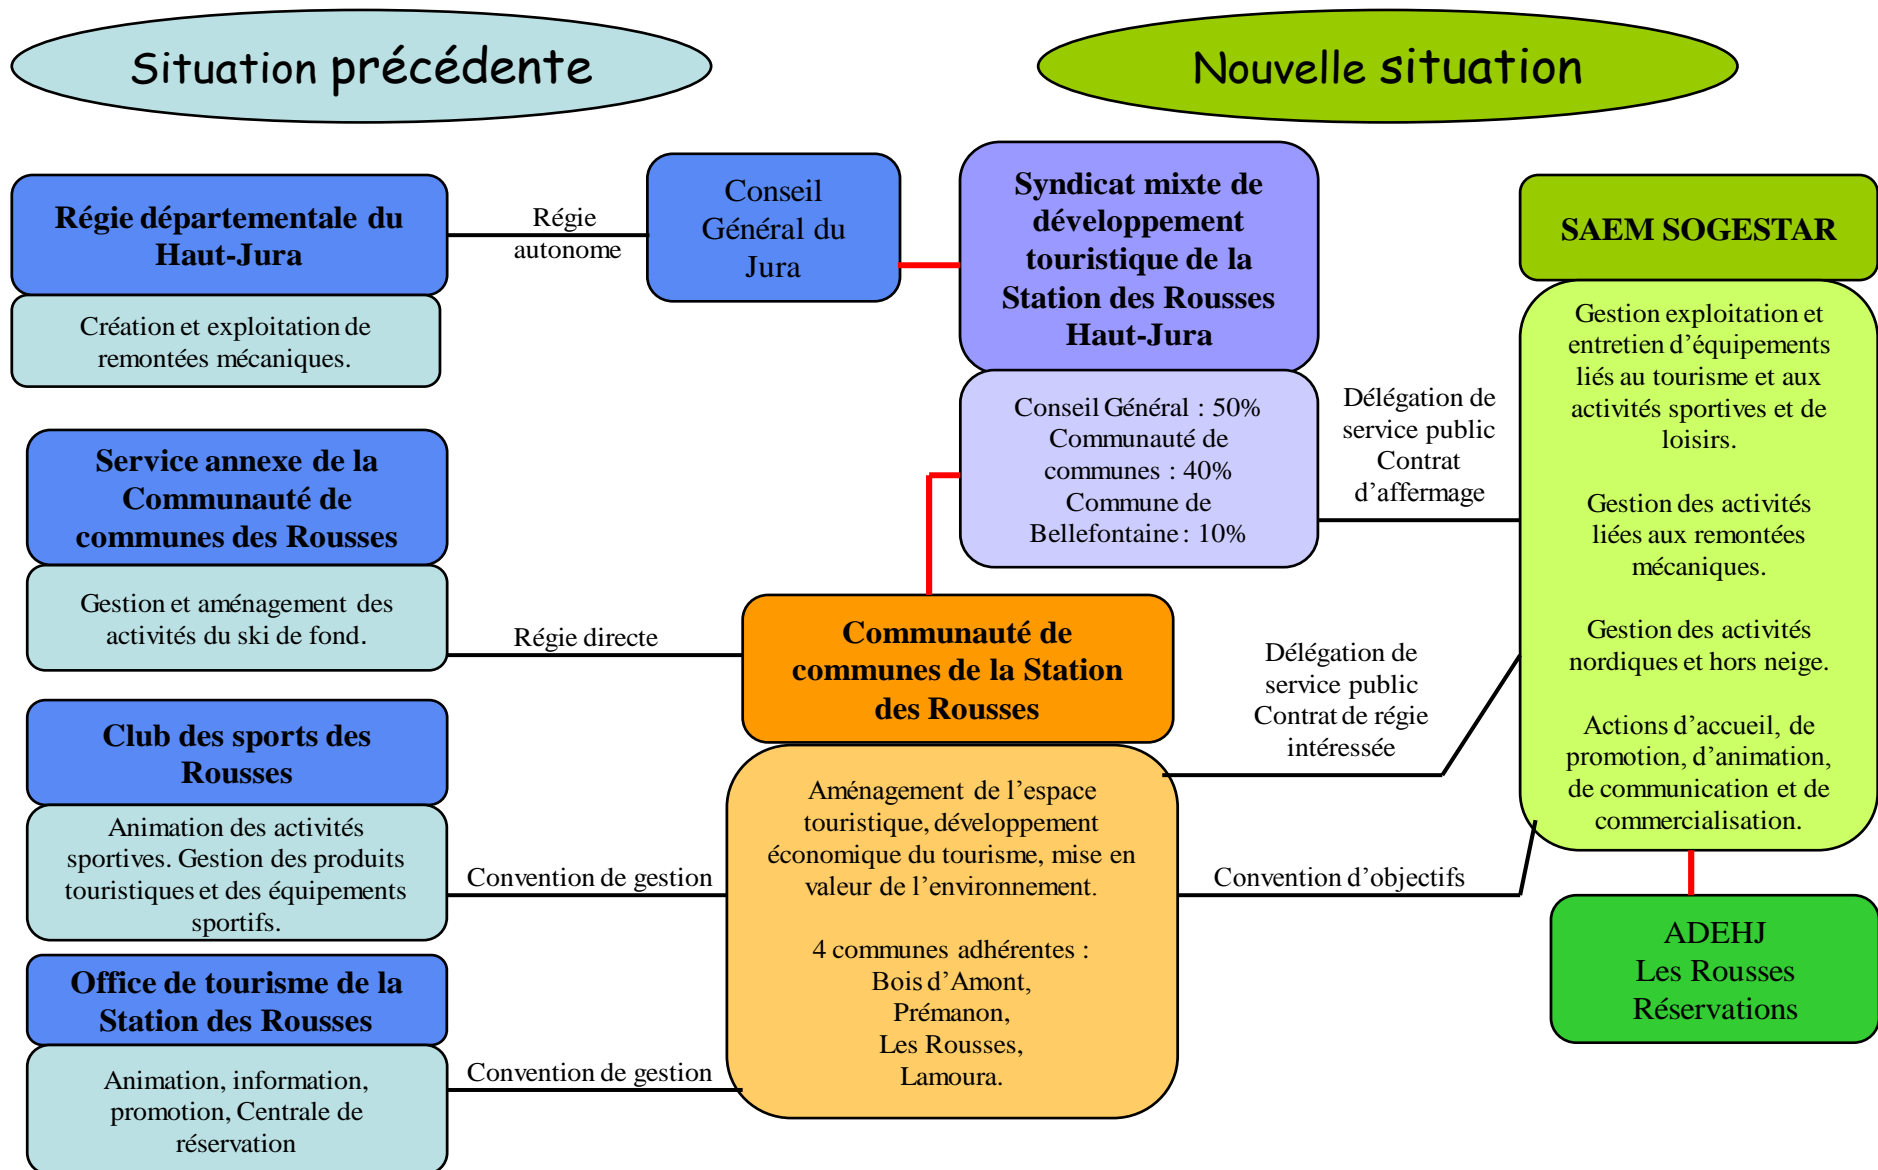 Situation précédente
Nouvelle situation
Régie départementale du
Haut-Jura
Création et exploitation de
remontées mécaniques.
Régie
autonome
Conseil
Général du
Jura
Syndicat mixte de
développement
touristique de la
Station des Rousses
Haut-Jura
Conseil Général : 50%
Communauté de
communes : 40%
Commune de
Bellefontaine : 10%
Délégation de
service public
Contrat
d’affermage
SAEM SOGESTAR
Gestion exploitation et
entretien d’équipements
liés au tourisme et aux
activités sportives et de
loisirs.
Gestion des activités
liées aux remontées
mécaniques.
Gestion des activités
nordiques et hors neige.
Actions d’accueil, de
promotion, d’animation,
de communication et de
commercialisation.
Service annexe de la
Communauté de
communes des Rousses
Gestion et aménagement des
activités du ski de fond.
Régie directe
Communauté de
communes de la Station
des Rousses
Délégation de
service public
Contrat de régie
intéressée
Club des sports des
Rousses
Animation des activités
sportives. Gestion des produits
touristiques et des équipements
sportifs.
Convention de gestion
Aménagement de l’espace
touristique, développement
économique du tourisme, mise en
valeur de l’environnement.
4 communes adhérentes :
Bois d’Amont,
Prémanon,
Les Rousses,
Lamoura.
Convention d’objectifs
ADEHJ
Les Rousses
Réservations
Office de tourisme de la
Station des Rousses
Animation, information,
promotion, Centrale de
réservation
Convention de gestion